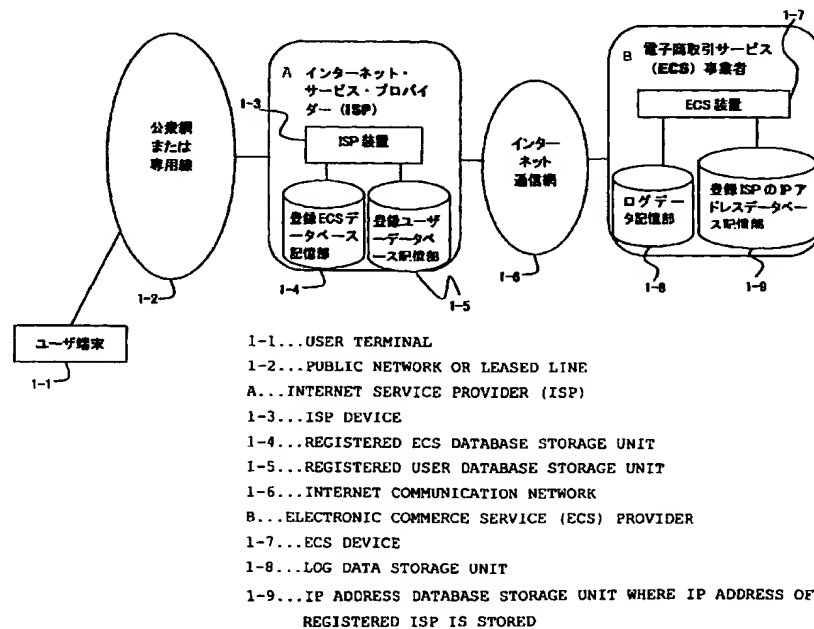 1-7
A インターネット・
サービス・プロバイ
ダー(ISP)
B 電子商取引サービス
(ECS)事業者
1-3
ISP 装置
ECS 装置
公衆網
または
専用線
インター
ネット
通信網
登録ECSデ
ータベース
記憶部
登録ユーザ
ーデータベ
ース記憶部
ログデー
タ記憶部
登録ISPのIPア
ドレスデータベー
ス記憶部
1-2
1-4
1-5
1-6
1-8
1-9
ユーザ端末
1-1
1-1...USER TERMINAL
1-2...PUBLIC NETWORK OR LEASED LINE
A...INTERNET SERVICE PROVIDER (ISP)
1-3...ISP DEVICE
1-4...REGISTERED ECS DATABASE STORAGE UNIT
1-5...REGISTERED USER DATABASE STORAGE UNIT
1-6...INTERNET COMMUNICATION NETWORK
B...ELECTRONIC COMMERCE SERVICE (ECS) PROVIDER
1-7...ECS DEVICE
1-8...LOG DATA STORAGE UNIT
1-9...IP ADDRESS DATABASE STORAGE UNIT WHERE IP ADDRESS OF
REGISTERED ISP IS STORED